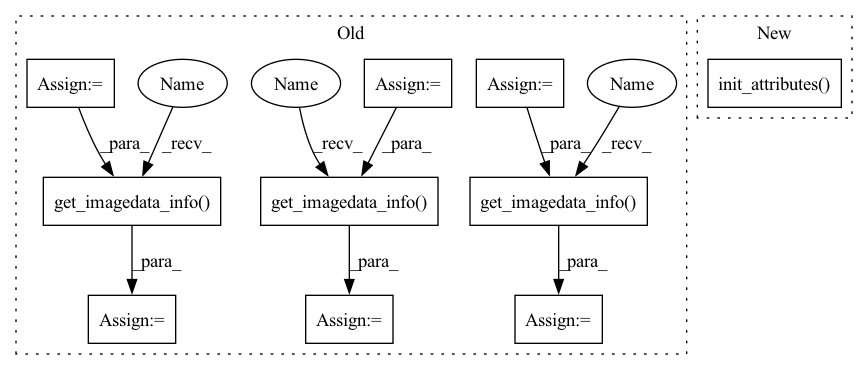 Old
New
Assign:=
Name
Name
Assign:=
Assign:=
Name
init_attributes()
_para_
_recv_
_recv_
_para_
_para_
_recv_
get_imagedata_info()
get_imagedata_info()
get_imagedata_info()
_para_
_para_
_para_
Assign:=
Assign:=
Assign:=